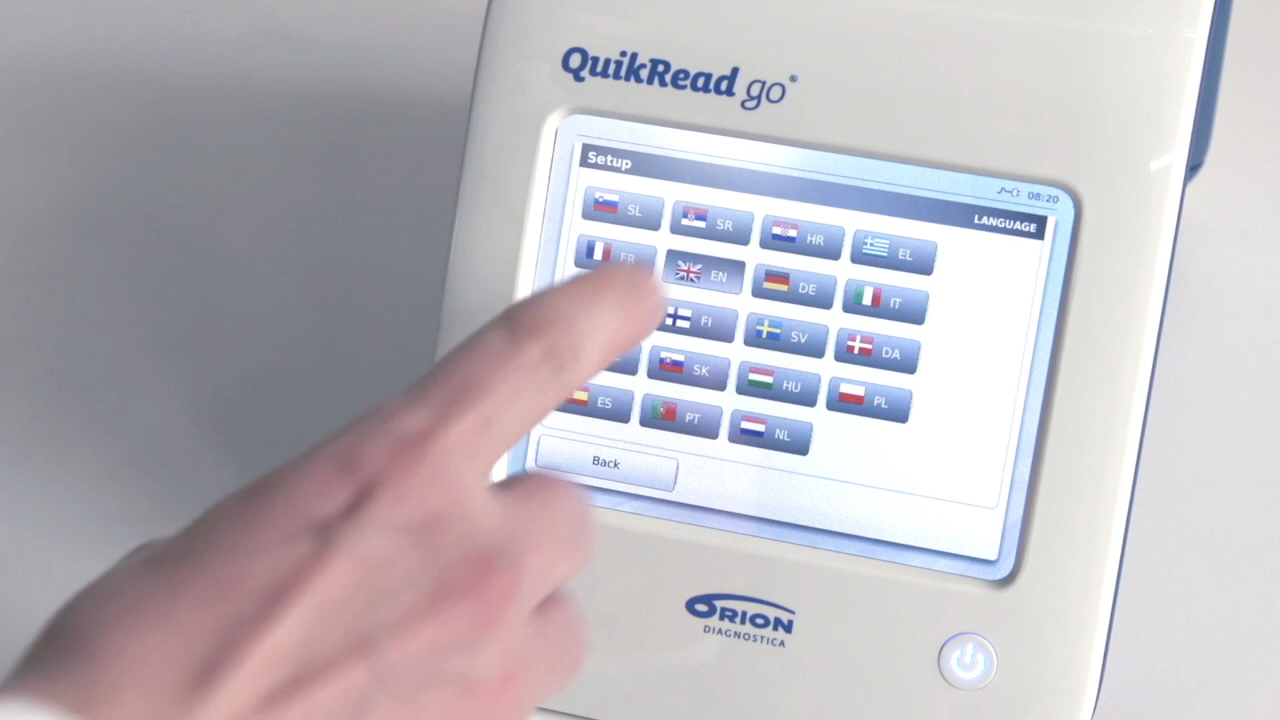 QuikRead go®
08:20
Setup
LANGUAGE
SL SR HR EL
FR EN DE IT
FI SV DA
SK HU PL
ES PT NL
Back
ORION
DIAGNOSTICA